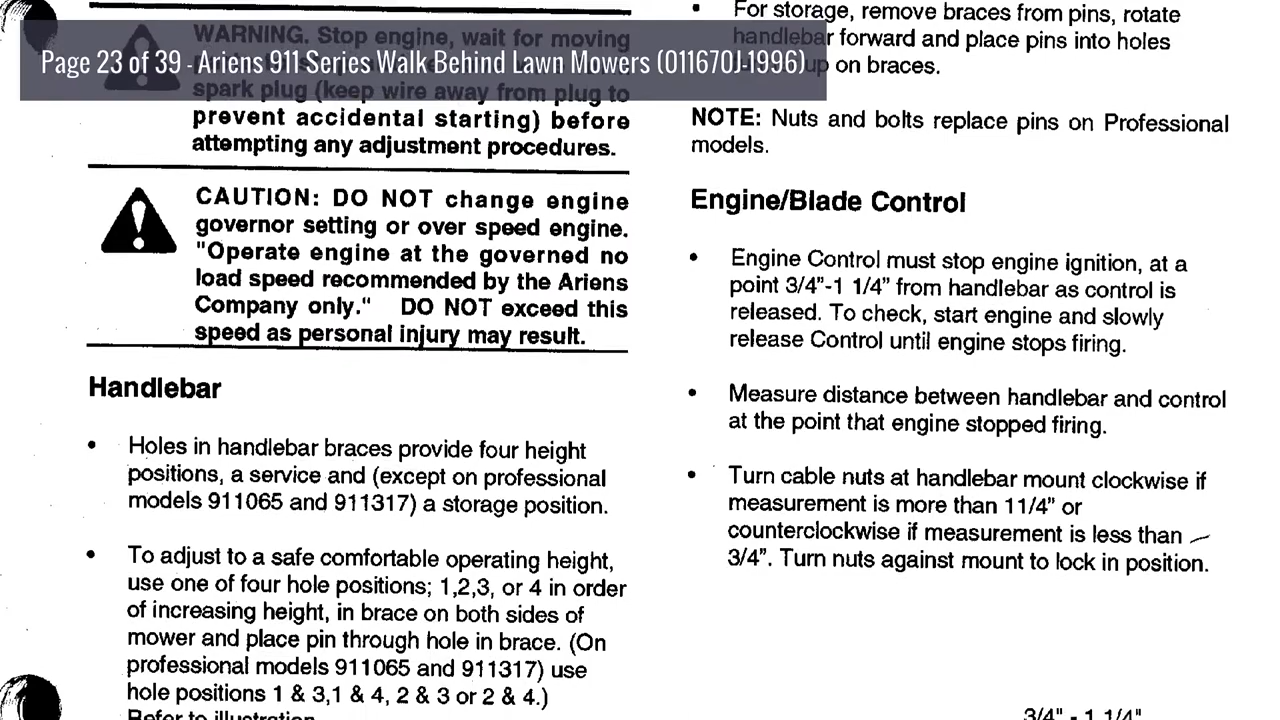 Page 23 of 39 - Ariens 911 Series Walk Behind Lawn Mowers (011670J-1996)
WARNING. Stop engine, wait for moving
spark plug (keep wire away from plug to
prevent accidental starting) before
attempting any adjustment procedures.
CAUTION: DO NOT change engine
governor setting or over speed engine.
"Operate engine at the governed no
load speed recommended by the Ariens
Company only." DO NOT exceed this
speed as personal injury may result.
Handlebar
• Holes in handlebar braces provide four height
positions, a service and (except on professional
models 911065 and 911317) a storage position.
• To adjust to a safe comfortable operating height,
use one of four hole positions; 1,2,3, or 4 in order
of increasing height, in brace on both sides of
mower and place pin through hole in brace. (On
professional models 911065 and 911317) use
hole positions 1 & 3,1 & 4, 2 & 3 or 2 & 4.)
Refer to illustration
• For storage, remove braces from pins, rotate
handlebar forward and place pins into holes
up on braces.
NOTE: Nuts and bolts replace pins on Professional
models.
Engine/Blade Control
• Engine Control must stop engine ignition, at a
point 3/4"-1 1/4" from handlebar as control is
released. To check, start engine and slowly
release Control until engine stops firing.
• Measure distance between handlebar and control
at the point that engine stopped firing.
• Turn cable nuts at handlebar mount clockwise if
measurement is more than 11/4" or
counterclockwise if measurement is less than
3/4". Turn nuts against mount to lock in position.
3/4" - 1 1/4"